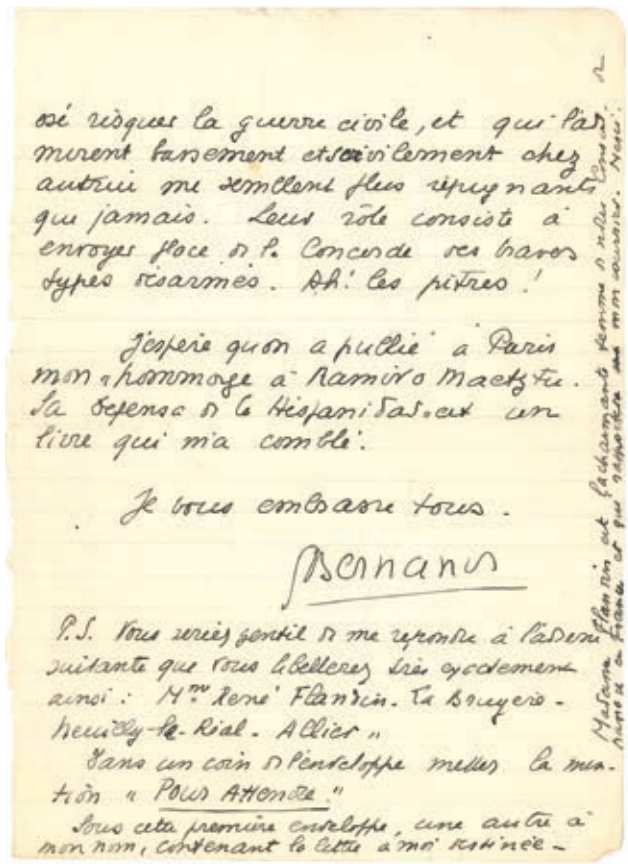 osé risquer la guerre civile, et qui l'ad
mirent bassement et servilement chez
autrui me semblent plus répugnants
que jamais. Leur rôle consiste à
envoyer place de la Concorde des braves
types désarmés. Ah! les pîtres!
J'espère qu'on a publié à Paris
mon "hommage à Ramiro Maetztu.
Sa Defensa de la Hispanidad est un
livre qui m'a comblé.
Je vous embrasse tous.
Bernanos
P.S. Vous seriez gentil de me répondre à l'adresse
suivante que vous libellerez très exactement
ainsi : Mme René Flandin. La Bruyère -
Neuilly-le-Réal. Allier "
Dans un coin de l'enveloppe mettez la men-
tion " Pour Attendre."
Sous cette première enveloppe, une autre à
mon nom, contenant la lettre à moi destinée -
Madame Flandin est la charmante femme de notre Consul de
France et qui rapportera mon courrier. Merci.